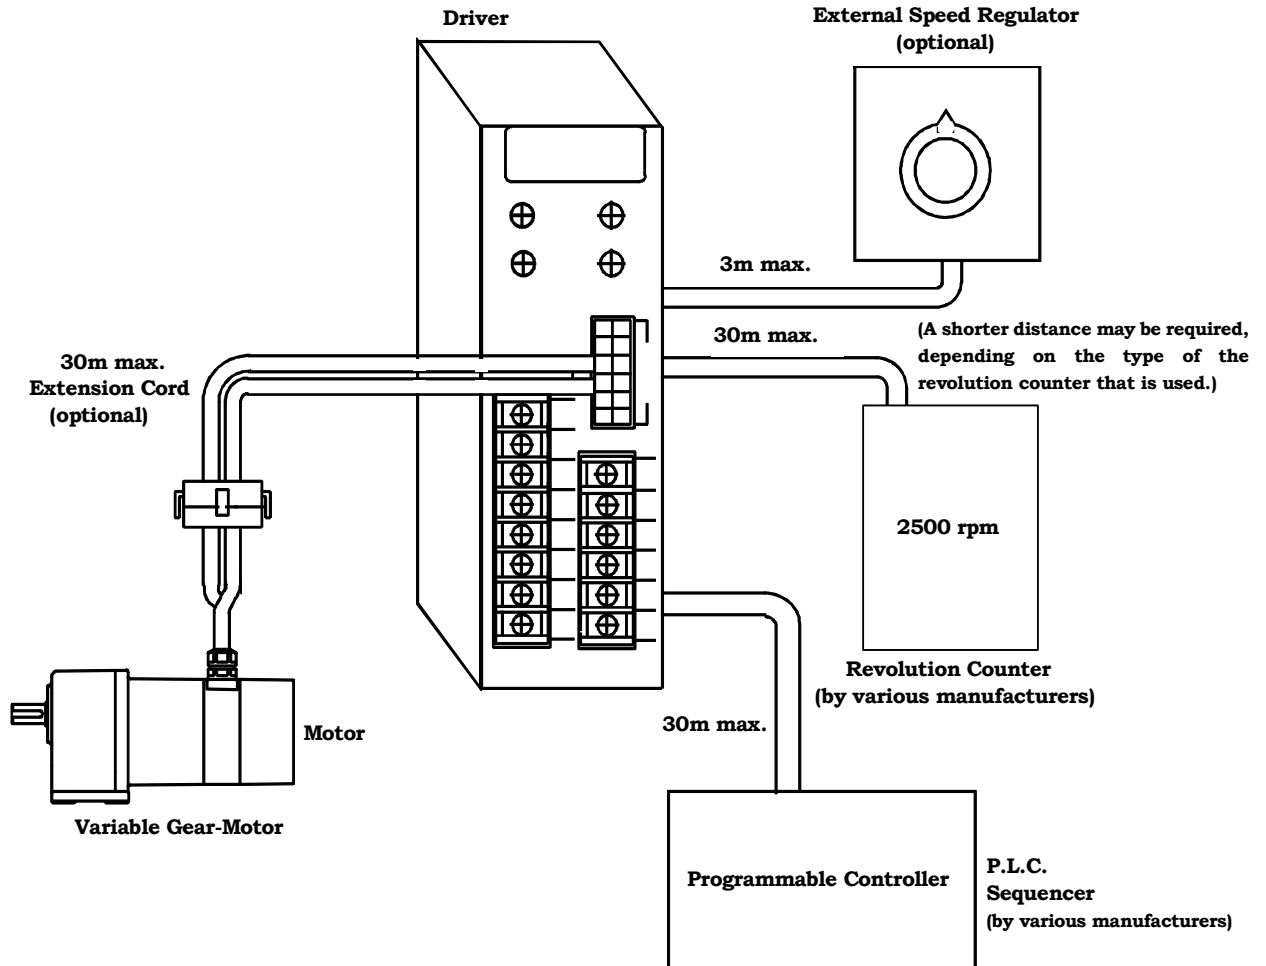 Driver
External Speed Regulator
(optional)
3m max.
30m max.
(A shorter distance may be required,
depending on the type of the
revolution counter that is used.)
30m max.
Extension Cord
(optional)
2500 rpm
Revolution Counter
(by various manufacturers)
30m max.
Motor
Variable Gear-Motor
Programmable Controller
P.L.C.
Sequencer
(by various manufacturers)